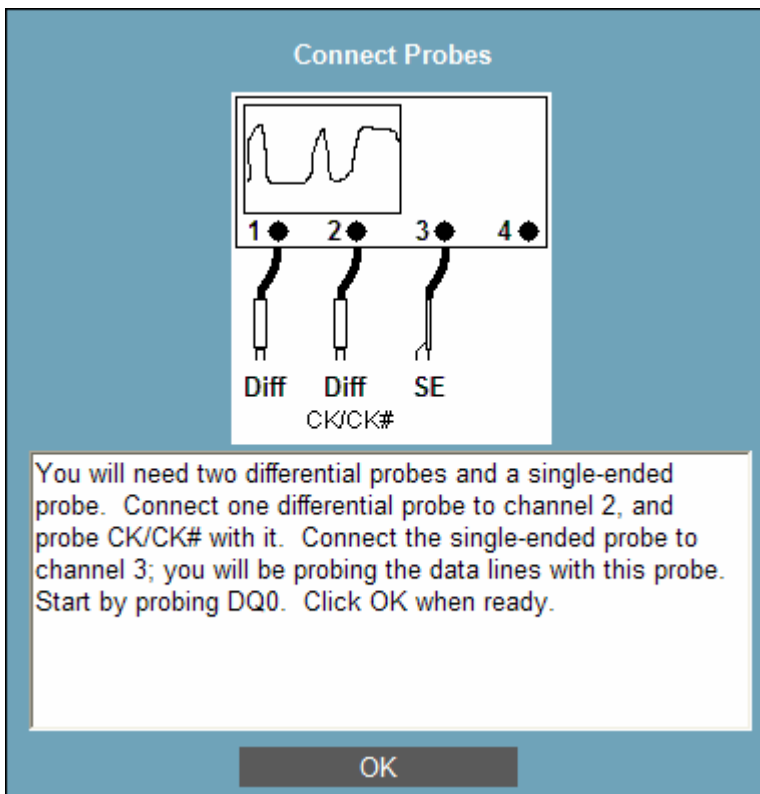 Connect Probes
1 2 3 4
Diff Diff SE
CK/CK#
You will need two differential probes and a single-ended
probe.  Connect one differential probe to channel 2, and
probe CK/CK# with it.  Connect the single-ended probe to
channel 3; you will be probing the data lines with this probe.
Start by probing DQ0.  Click OK when ready.
OK